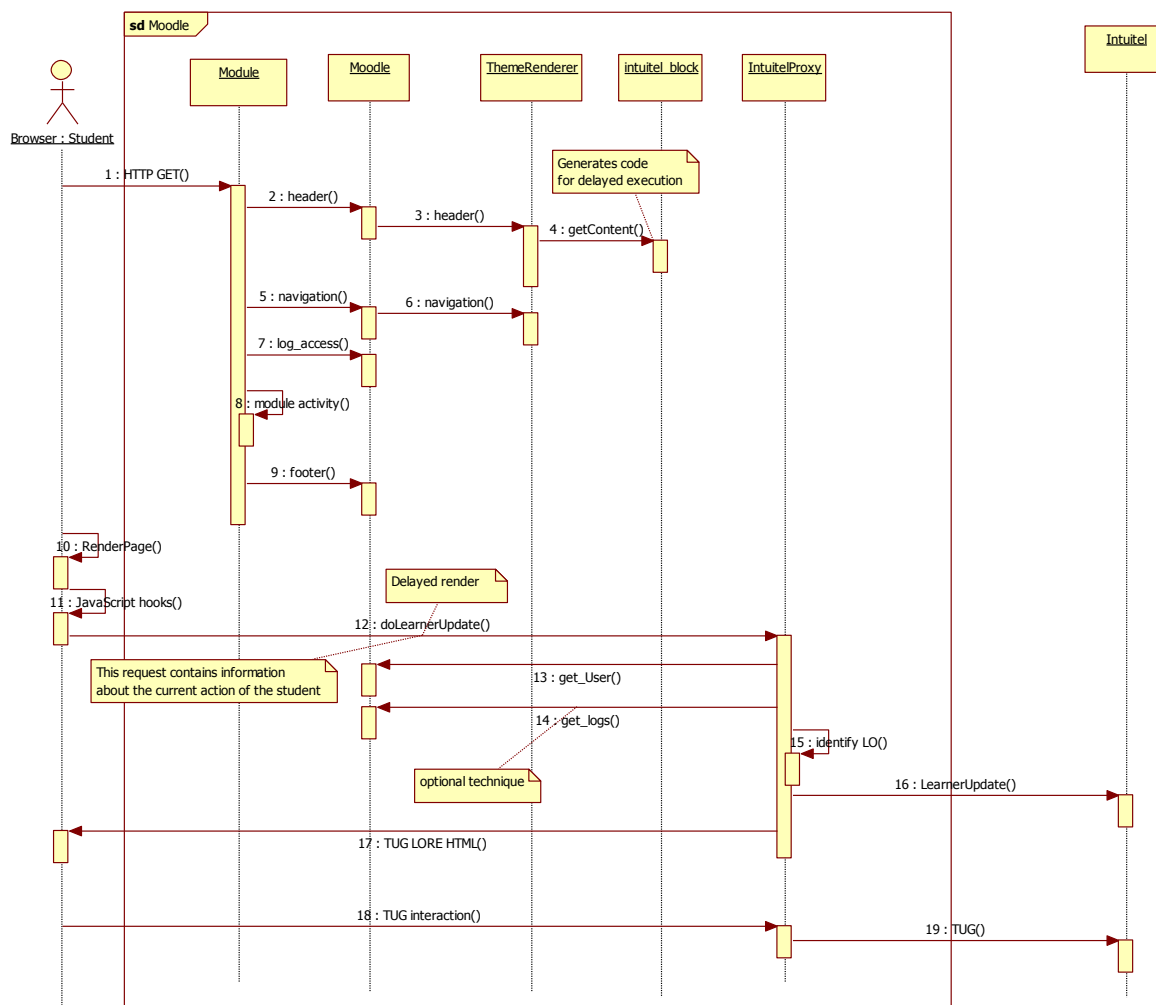 sd Moodle
Intuitel
Module
Moodle
ThemeRenderer
intuitel_block
IntuitelProxy
Browser : Student
Generates code
for delayed execution
1 : HTTP GET()
2 : header()
3 : header()
4 : getContent()
5 : navigation()
6 : navigation()
7 : log_access()
8 : module activity()
9 : footer()
10 : RenderPage()
Delayed render
11 : JavaScript hooks()
12 : doLearnerUpdate()
This request contains information
about the current action of the student
13 : get_User()
14 : get_logs()
15 : identify LO()
optional technique
16 : LearnerUpdate()
17 : TUG LORE HTML()
18 : TUG interaction()
19 : TUG()